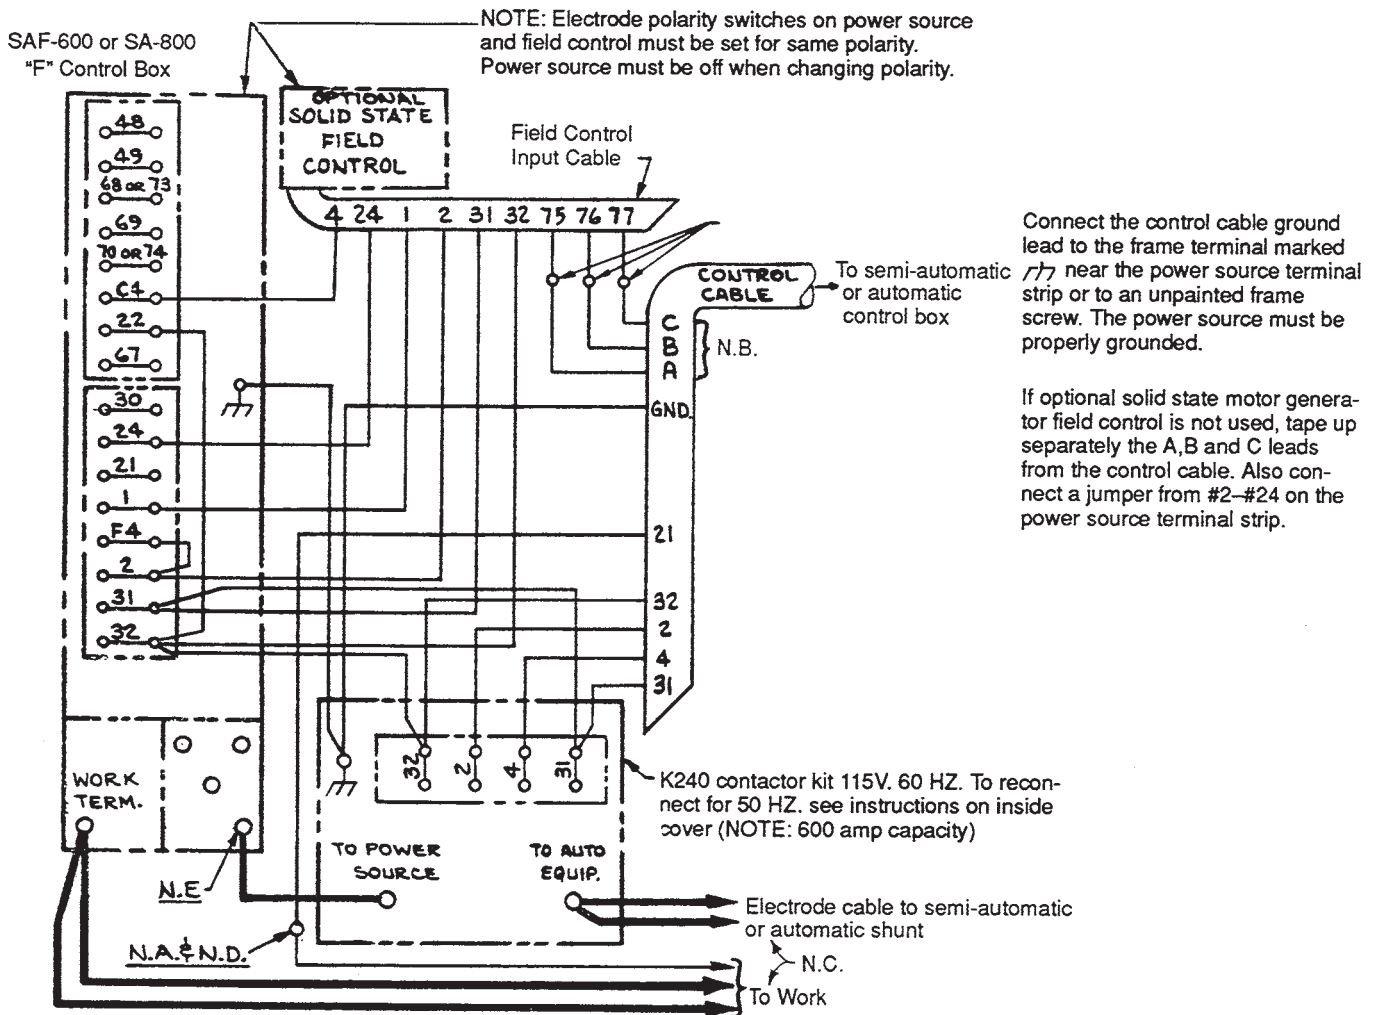 NOTE: Electrode polarity switches on power source
and field control must be set for same polarity.
Power source must be off when changing polarity.
SAF-600 or SA-800
"F" Control Box
OPTIONAL
SOLID STATE
FIELD
CONTROL
Field Control
Input Cable
4 24 1 2 31 32 75 76 77
48
49
68 OR 73
69
70 OR 74
C4
22
67
30
24
21
1
F4
2
31
32
CONTROL
CABLE
To semi-automatic
or automatic
control box
C
B
A
N.B.
GND.
21
32
2
4
31
Connect the control cable ground
lead to the frame terminal marked
near the power source terminal
strip or to an unpainted frame
screw. The power source must be
properly grounded.
If optional solid state motor genera-
tor field control is not used, tape up
separately the A,B and C leads
from the control cable. Also con-
nect a jumper from #2–#24 on the
power source terminal strip.
32 2 4 31
K240 contactor kit 115V. 60 HZ. To recon-
nect for 50 HZ. see instructions on inside
cover (NOTE: 600 amp capacity)
WORK
TERM.
N.E
TO POWER
SOURCE
TO AUTO
EQUIP.
N.A. & N.D.
Electrode cable to semi-automatic
or automatic shunt
N.C.
To Work